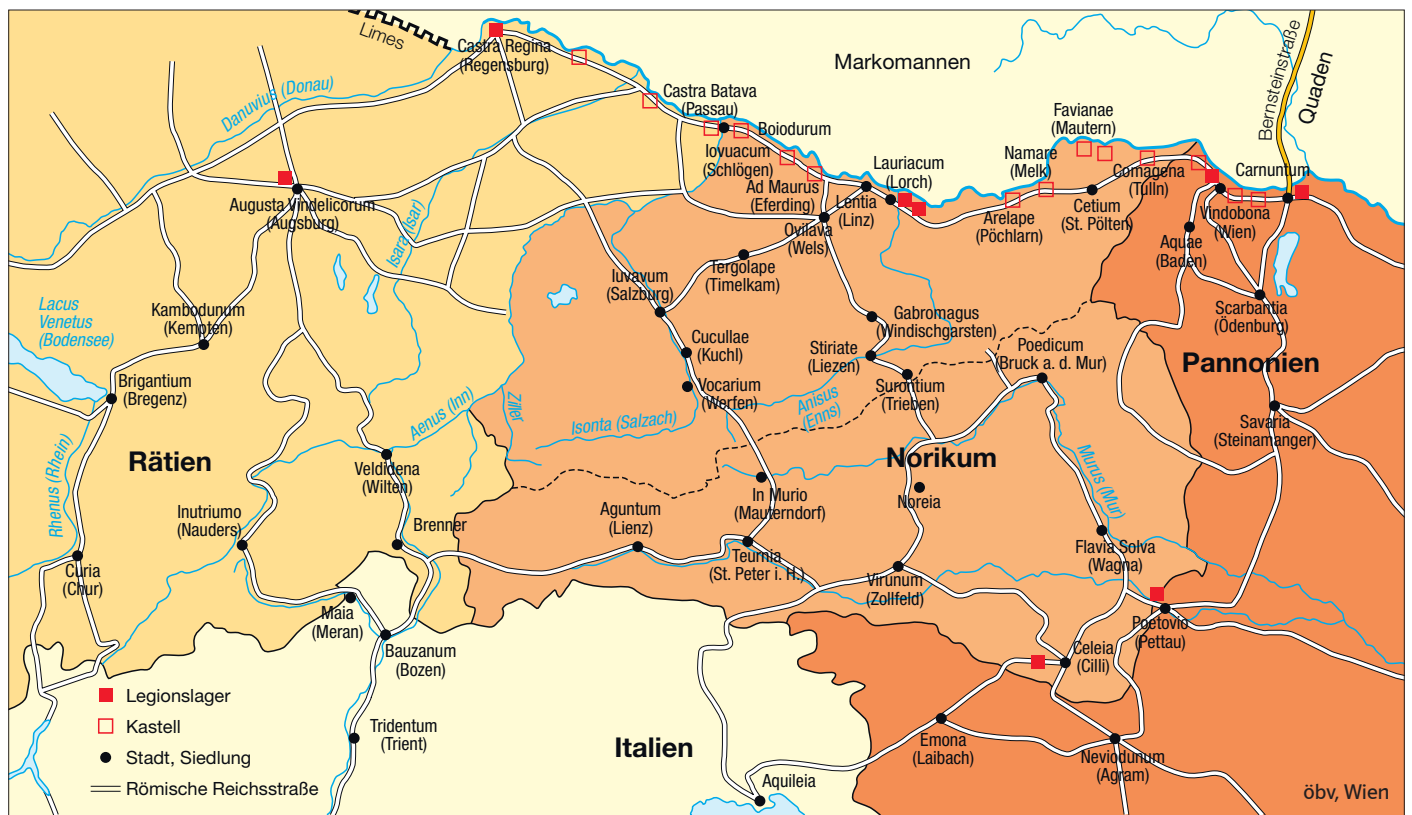 Limes
Castra Regina
(Regensburg)
Danuvius (Donau)
Markomannen
Bernsteinstraße
Quaden
Castra Batava
(Passau)
Boiodurum
Iovuacum
(Schlögen)
Ad Maurus
(Eferding)
Lauriacum
(Lorch)
Lentia
(Linz)
Favianae
(Mautern)
Namare
(Melk)
Comagena
(Tulln)
Carnuntum
Arelape
(Pöchlarn)
Cetium
(St. Pölten)
Vindobona
(Wien)
Augusta Vindelicorum
(Augsburg)
Isara (Isar)
Ovilava
(Wels)
Aquae
(Baden)
Tergolape
(Timelkam)
Iuvavum
(Salzburg)
Lacus
Venetus
(Bodensee)
Kambodunum
(Kempten)
Gabromagus
(Windischgarsten)
Scarbantia
(Ödenburg)
Cucullae
(Kuchl)
Stiriate
(Liezen)
Poedicum
(Bruck a. d. Mur)
Pannonien
Brigantium
(Bregenz)
Vocarium
(Werfen)
Surontium
(Trieben)
Ziller
Aenus (Inn)
Isonta (Salzach)
Anisus
(Enns)
Savaria
(Steinamanger)
Rhenus (Rhein)
Rätien
Veldidena
(Wilten)
Norikum
Murus (Mur)
In Murio
(Mauterndorf)
Noreia
Inutriumo
(Nauders)
Brenner
Aguntum
(Lienz)
Teurnia
(St. Peter i. H.)
Flavia Solva
(Wagna)
Curia
(Chur)
Virunum
(Zollfeld)
Maia
(Meran)
Poetovio
(Pettau)
Bauzanum
(Bozen)
Celeia
(Cilli)
Legionslager
Kastell
Stadt, Siedlung
Römische Reichsstraße
Tridentum
(Trient)
Italien
Emona
(Laibach)
Neviodunum
(Agram)
Aquileia
öbv, Wien